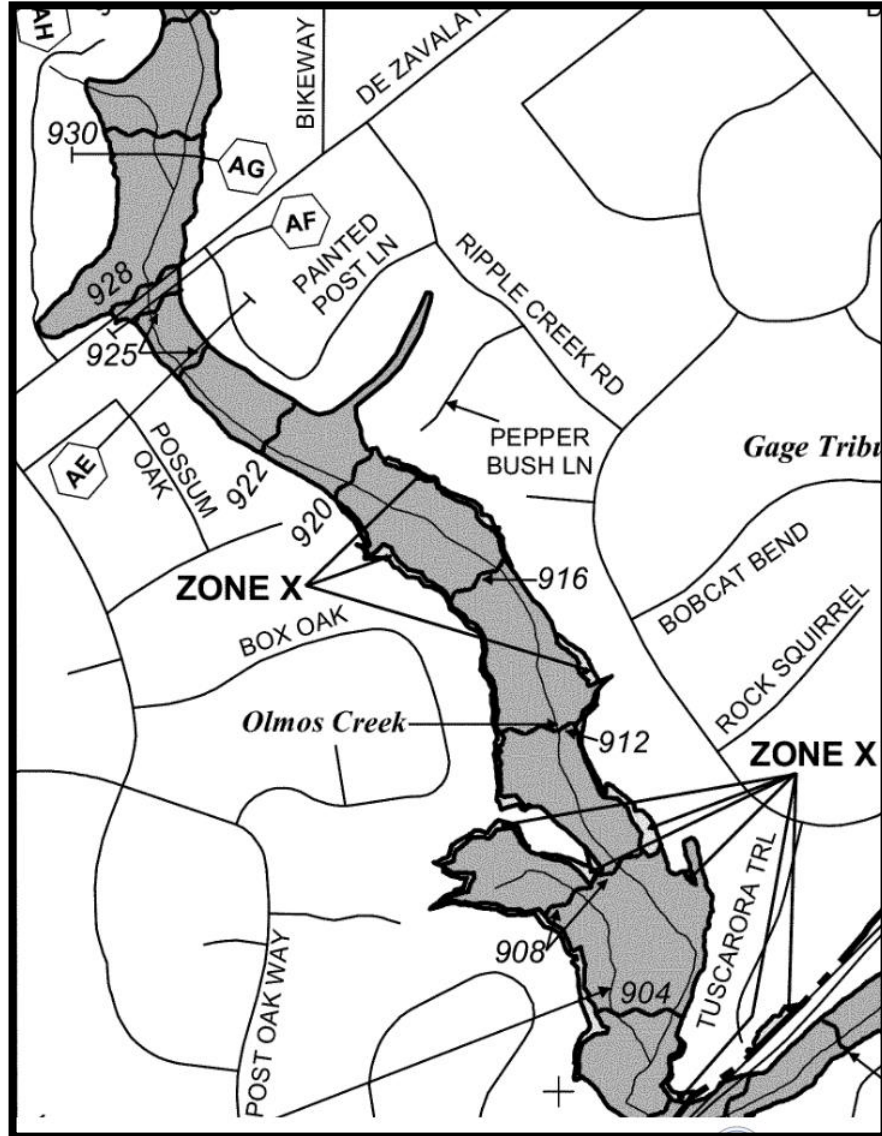 AH
DE ZAVALA
BIKEWAY
930
AG
AF
PAINTED
POST LN
928
RIPPLE CREEK RD
925
PEPPER
BUSH LN
Gage Tribu
AE
POSSUM
OAK
922
920
ZONE X
916
BOBCAT BEND
BOX OAK
ROCK SQUIRREL
Olmos Creek
912
ZONE X
TUSCARORA TRL
908
904
POST OAK WAY